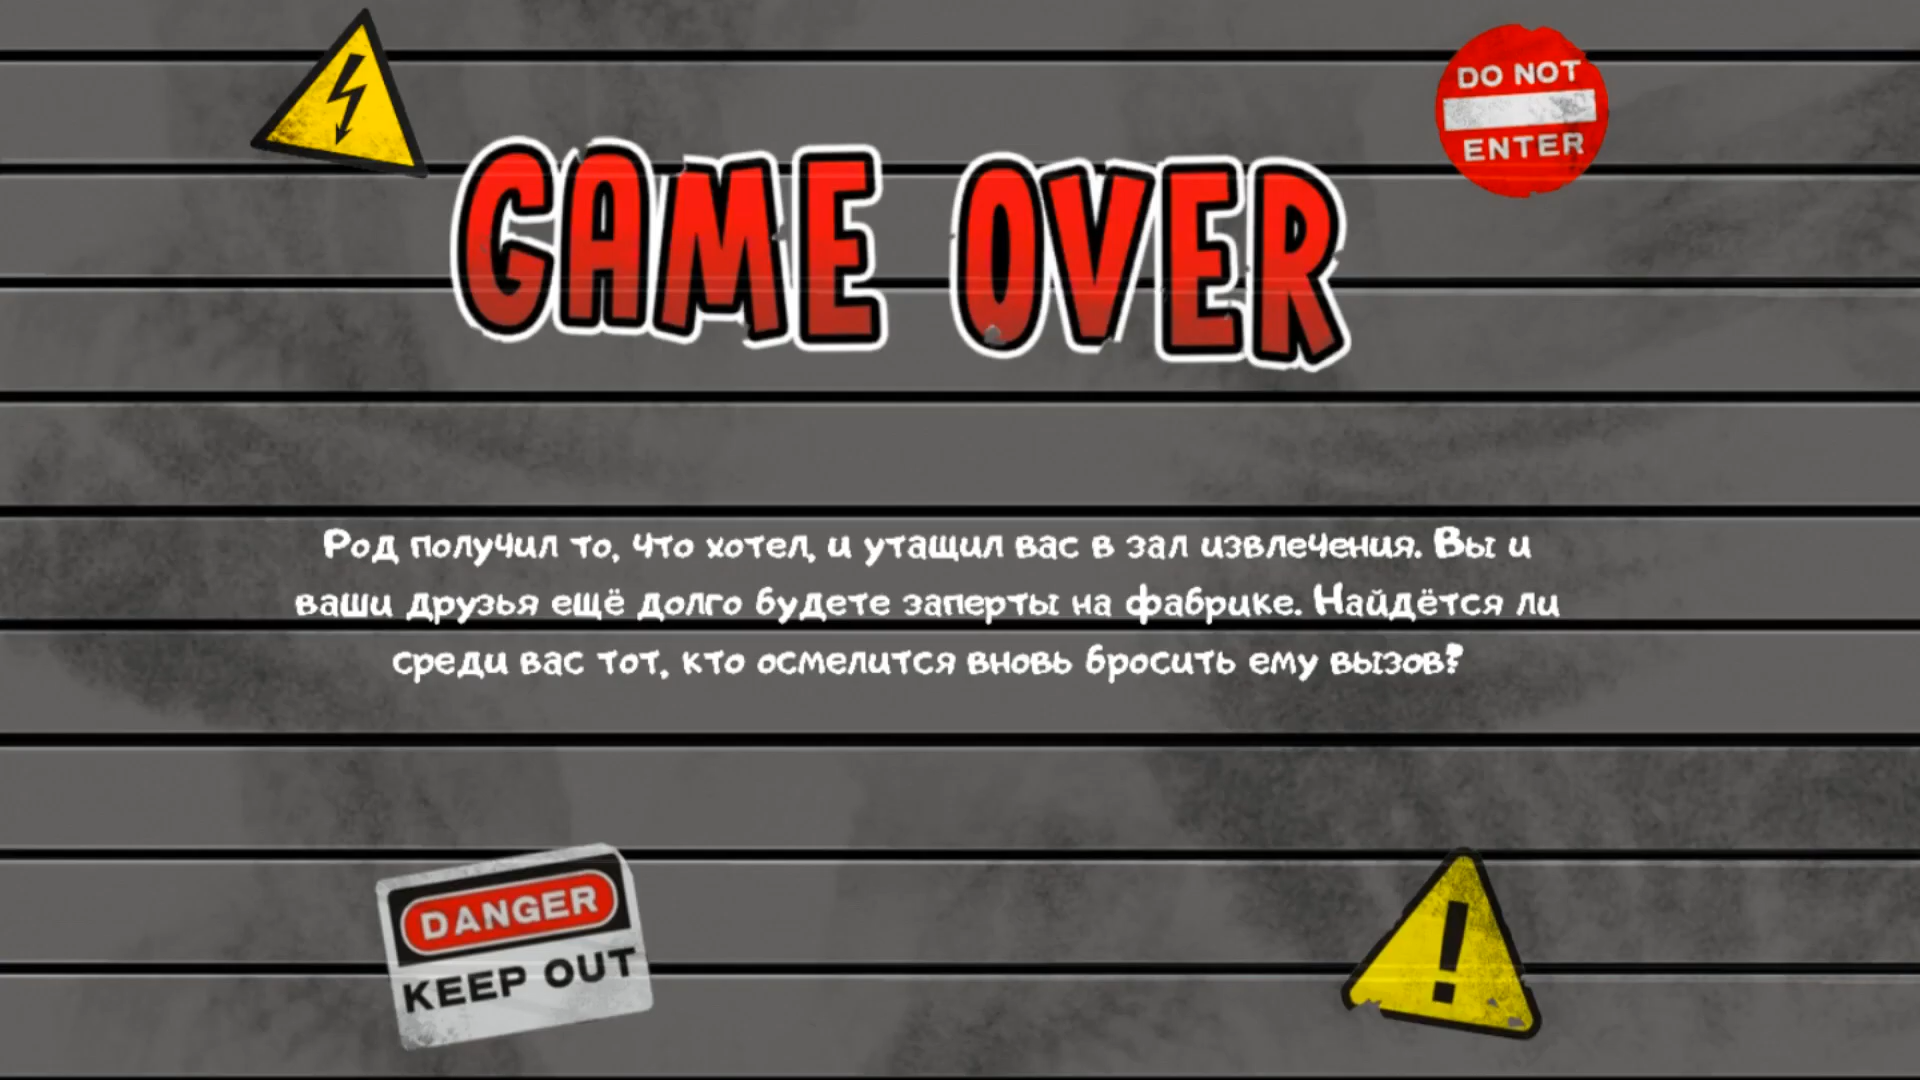 DO NOT
ENTER
GAME OVER
Род получил то, что хотел, и утащил вас в зал извлечения. Вы и
ваши друзья ещё долго будете заперты на фабрике. Найдётся ли
среди вас тот, кто осмелится вновь бросить ему вызов?
DANGER
KEEP OUT
!